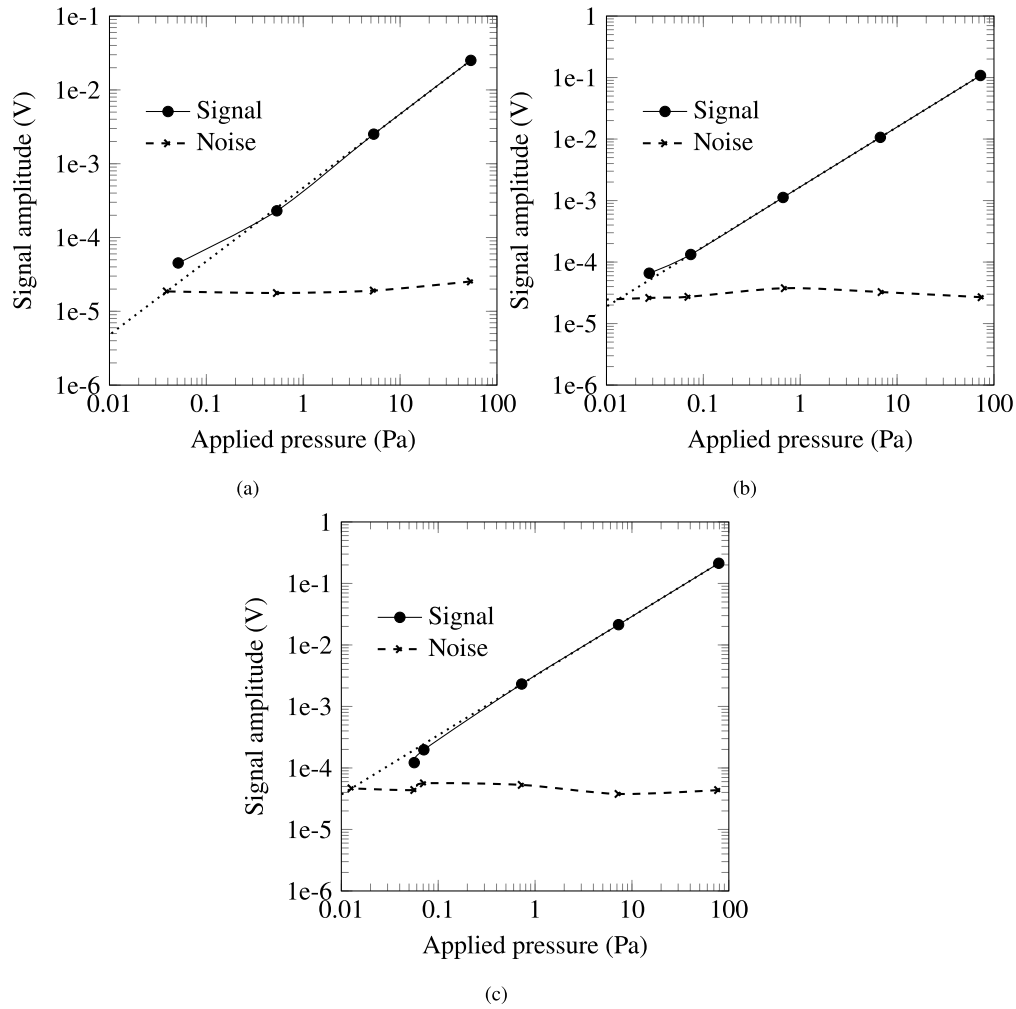 1e-1
1e-2
1e-3
1e-4
1e-5
1e-6
Signal amplitude (V)
Signal
Noise
0.01 0.1 1 10 100
Applied pressure (Pa)
(a)
1
1e-1
1e-2
1e-3
1e-4
1e-5
1e-6
Signal amplitude (V)
Signal
Noise
0.01 0.1 1 10 100
Applied pressure (Pa)
(b)
1
1e-1
1e-2
1e-3
1e-4
1e-5
1e-6
Signal amplitude (V)
Signal
Noise
0.01 0.1 1 10 100
Applied pressure (Pa)
(c)